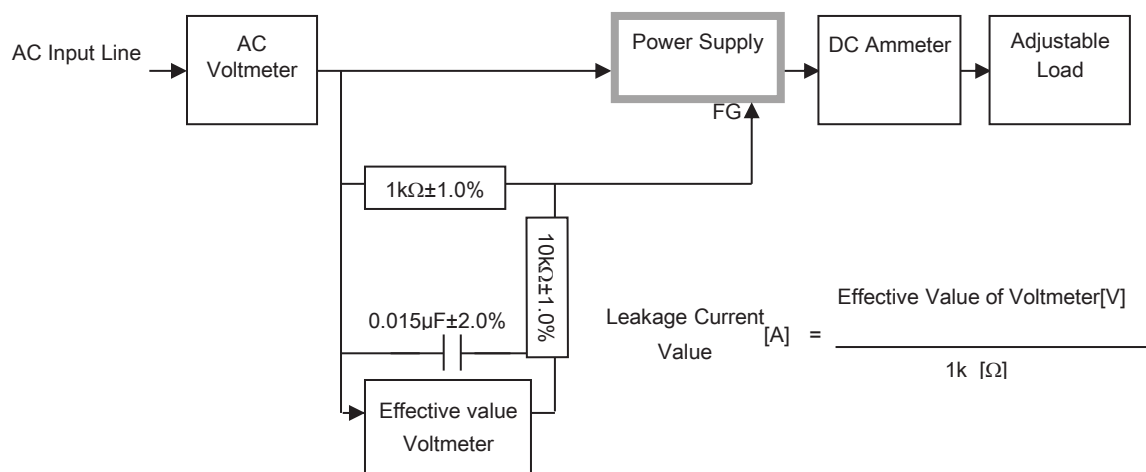 AC Input Line
AC
Voltmeter
Power Supply
DC Ammeter
Adjustable
Load
FG
1kΩ±1.0%
10kΩ±1.0%
0.015µF±2.0%
Effective value
Voltmeter
Leakage Current
Value
[A] =
Effective Value of Voltmeter[V]
1k [Ω]